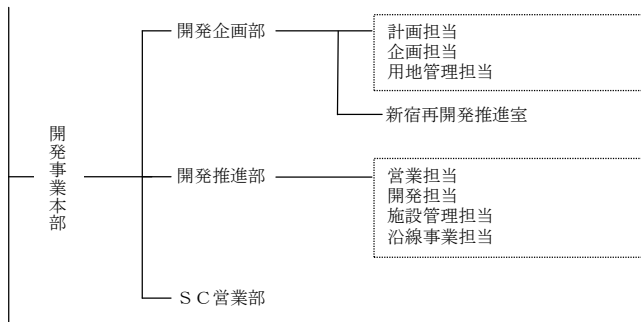 開発事業本部
開発企画部
計画担当
企画担当
用地管理担当
新宿再開発推進室
開発推進部
営業担当
開発担当
施設管理担当
沿線事業担当
ＳＣ営業部